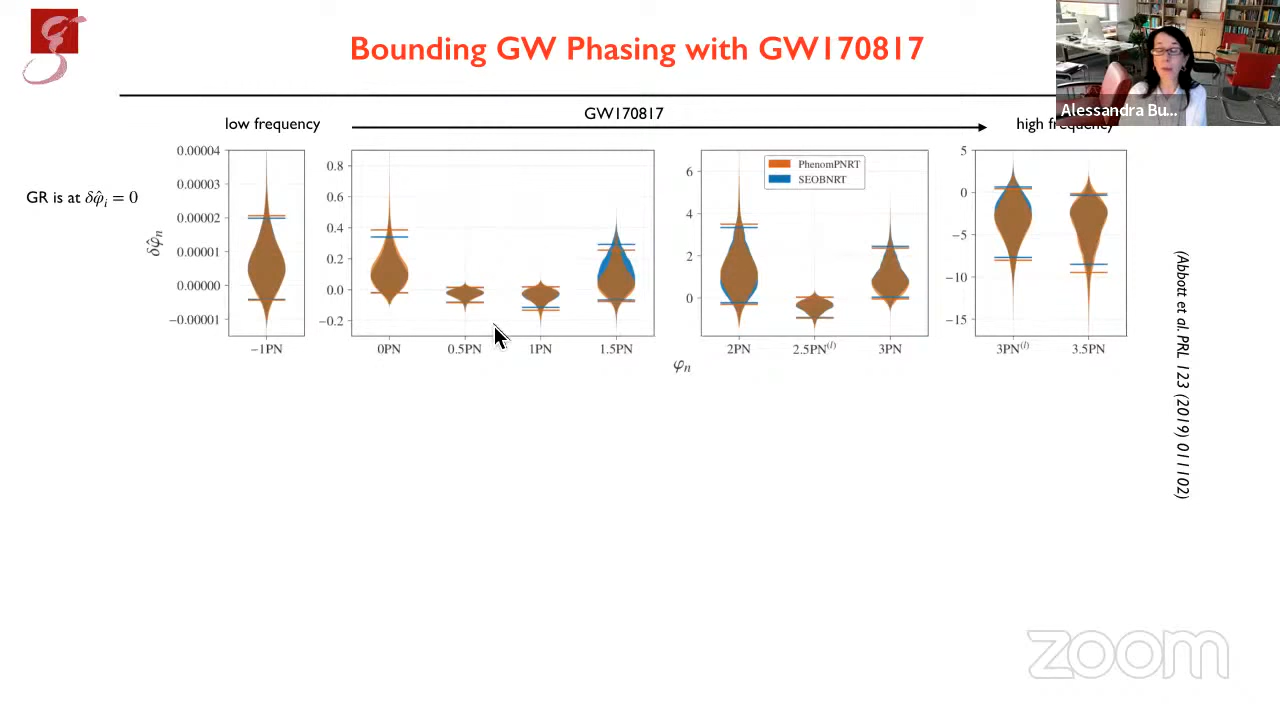 Bounding GW Phasing with GW170817
Alessandra Bu...
GW170817
low frequency
high frequency
GR is at δφ̂ᵢ = 0
δφ̂ₙ
0.00004
0.00003
0.00002
0.00001
0.00000
−0.00001
−1PN
0.8
0.6
0.4
0.2
0.0
−0.2
0PN
0.5PN
1PN
1.5PN
PhenomPNRT
SEOBNRT
6
4
2
0
2PN
2.5PN⁽ˡ⁾
3PN
5
0
−5
−10
−15
3PN⁽ˡ⁾
3.5PN
φₙ
(Abbott et al. PRL 123 (2019) 011102)
zoom